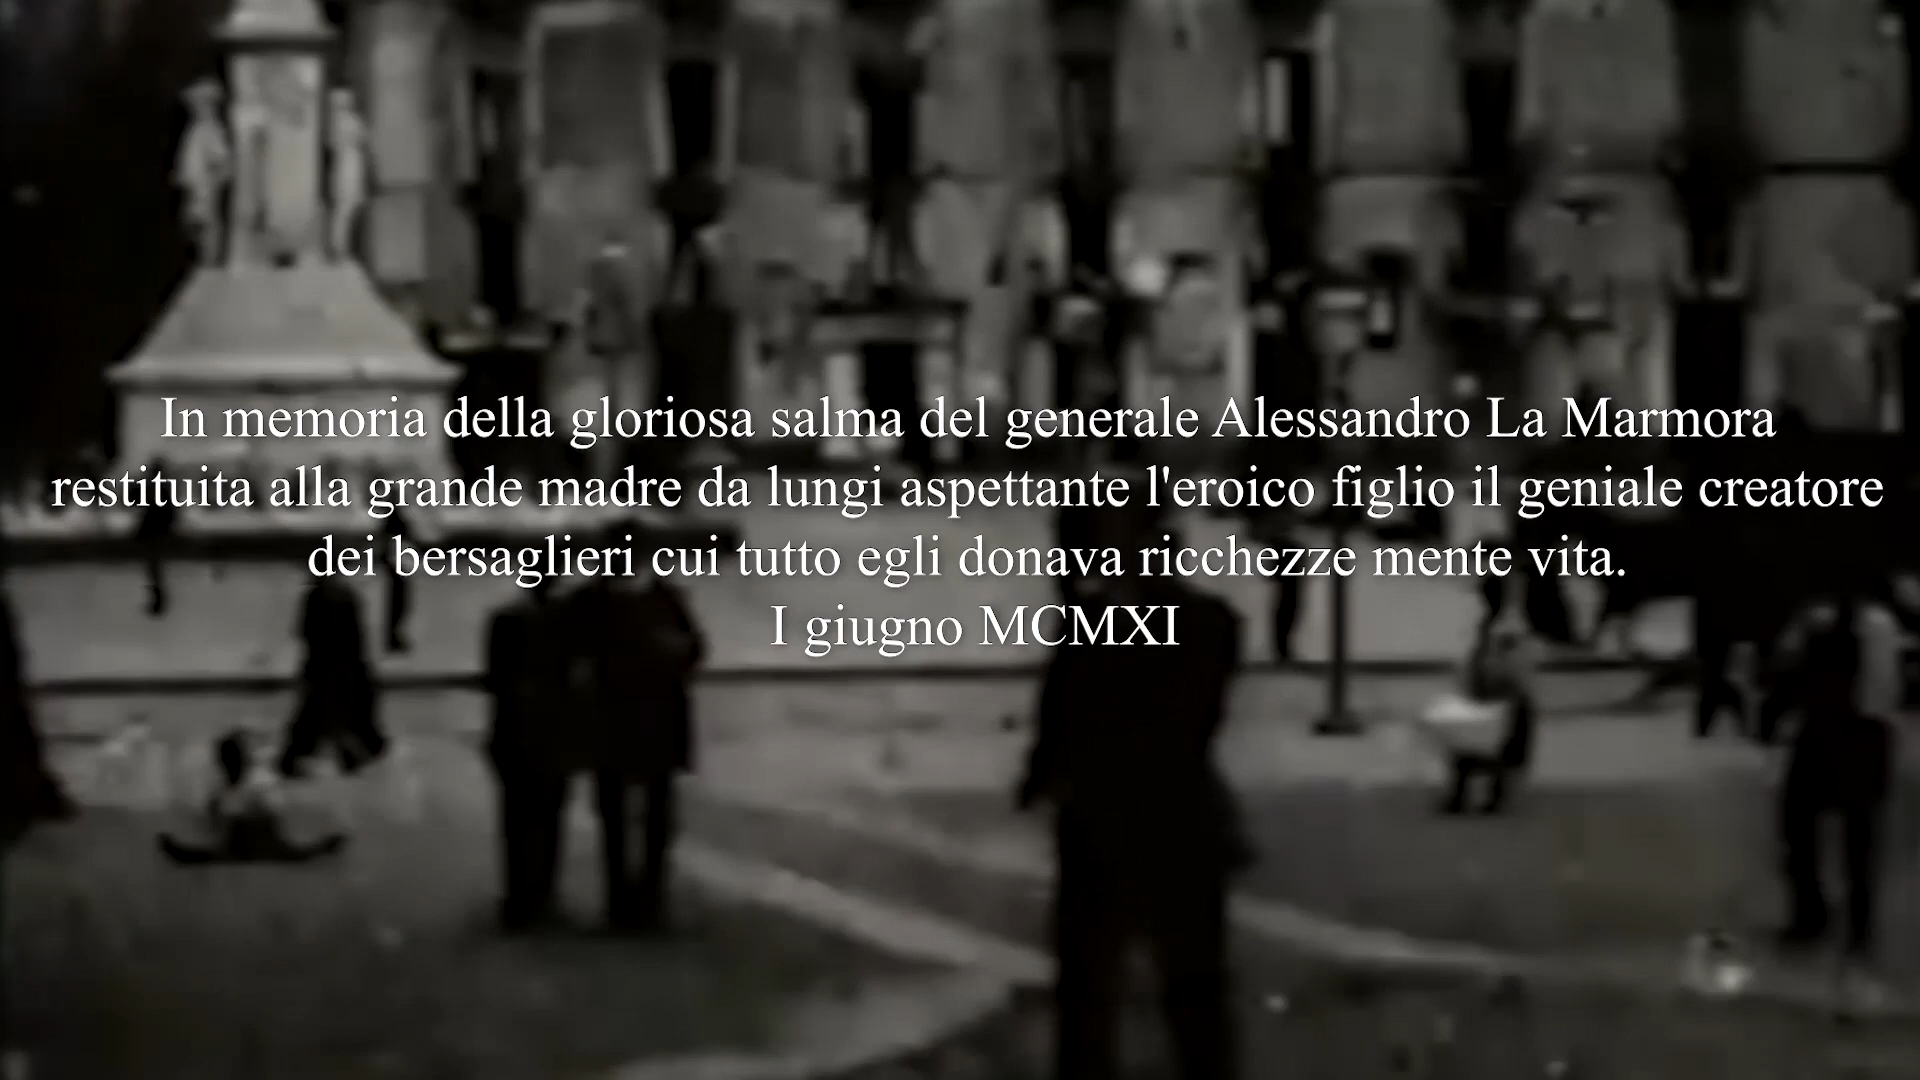 In memoria della gloriosa salma del generale Alessandro La Marmora
restituita alla grande madre da lungi aspettante l'eroico figlio il geniale creatore
dei bersaglieri cui tutto egli donava ricchezze mente vita.
I giugno MCMXI